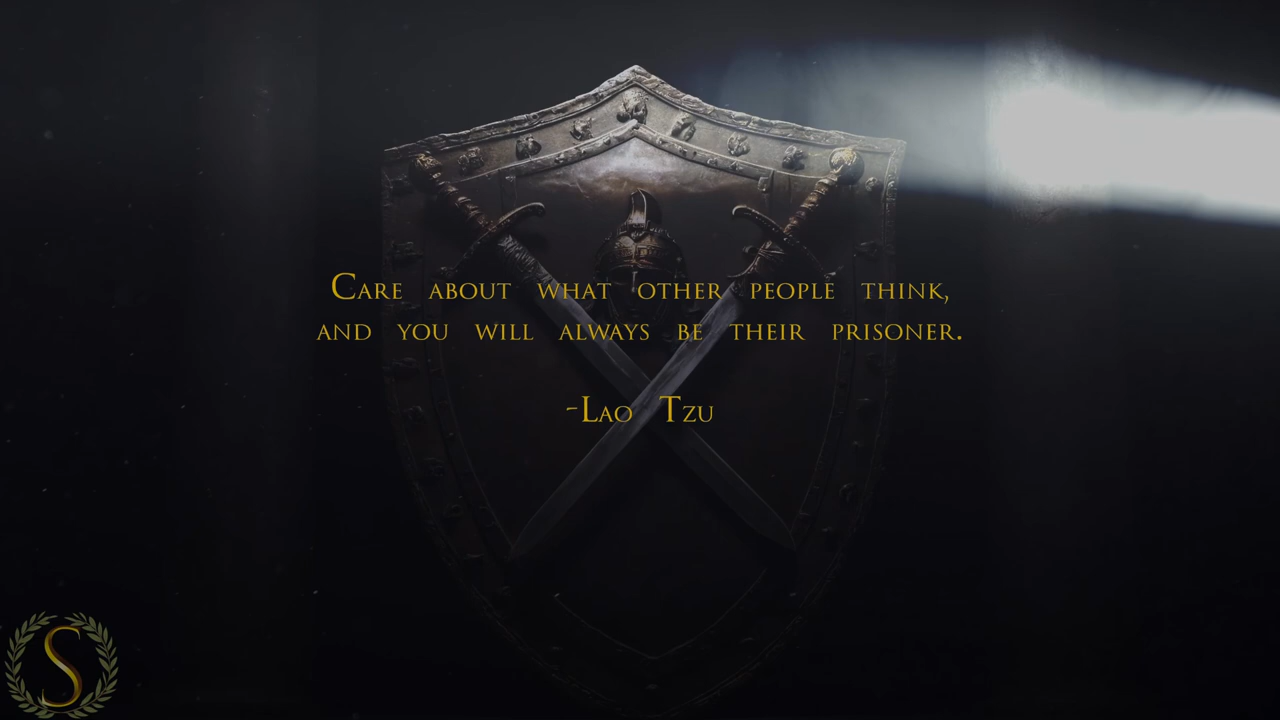 Care about what other people think,
and you will always be their prisoner.
-Lao Tzu
S